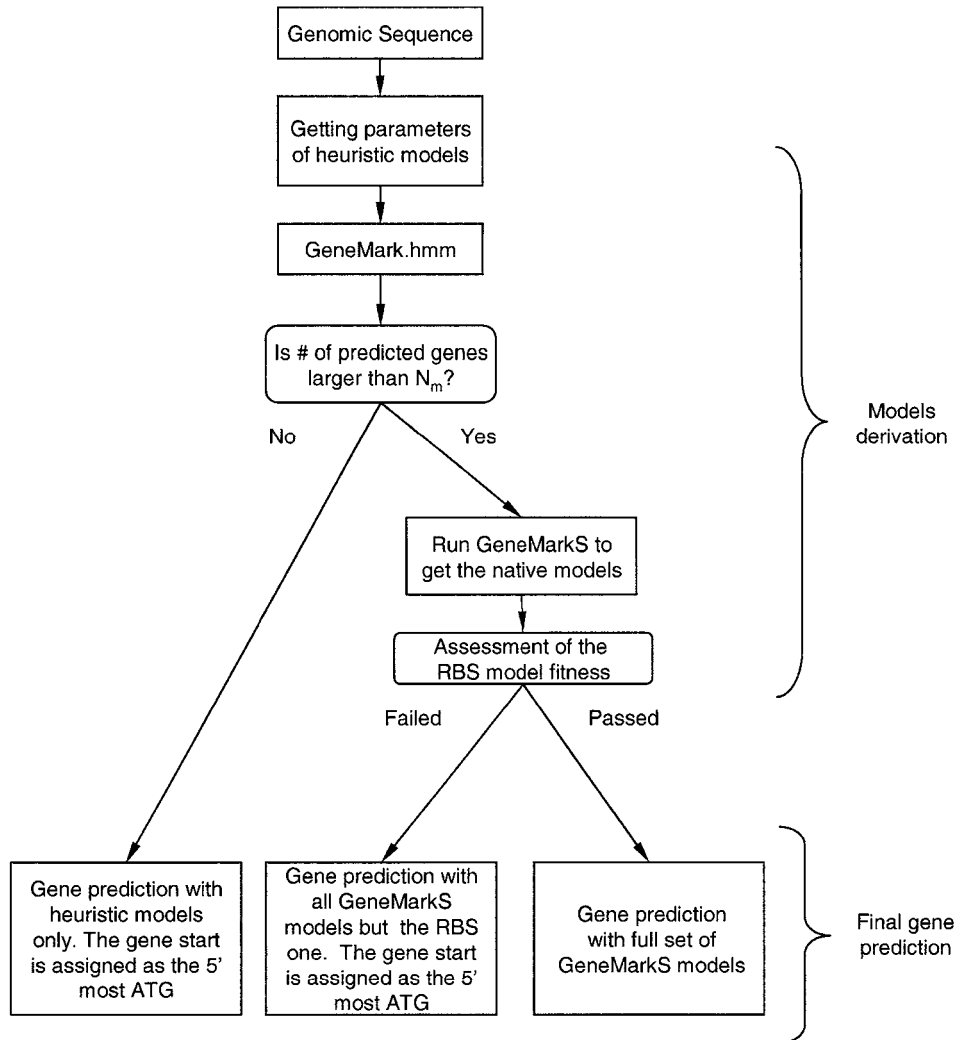 Genomic Sequence
Getting parameters
of heuristic models
GeneMark.hmm
Is # of predicted genes
larger than Nm?
No
Yes
Models
derivation
Run GeneMarkS to
get the native models
Assessment of the
RBS model fitness
Failed
Passed
Gene prediction with
heuristic models
only. The gene start
is assigned as the 5'
most ATG
Gene prediction with
all GeneMarkS
models but the RBS
one. The gene start
is assigned as the 5'
most ATG
Gene prediction
with full set of
GeneMarkS models
Final gene
prediction